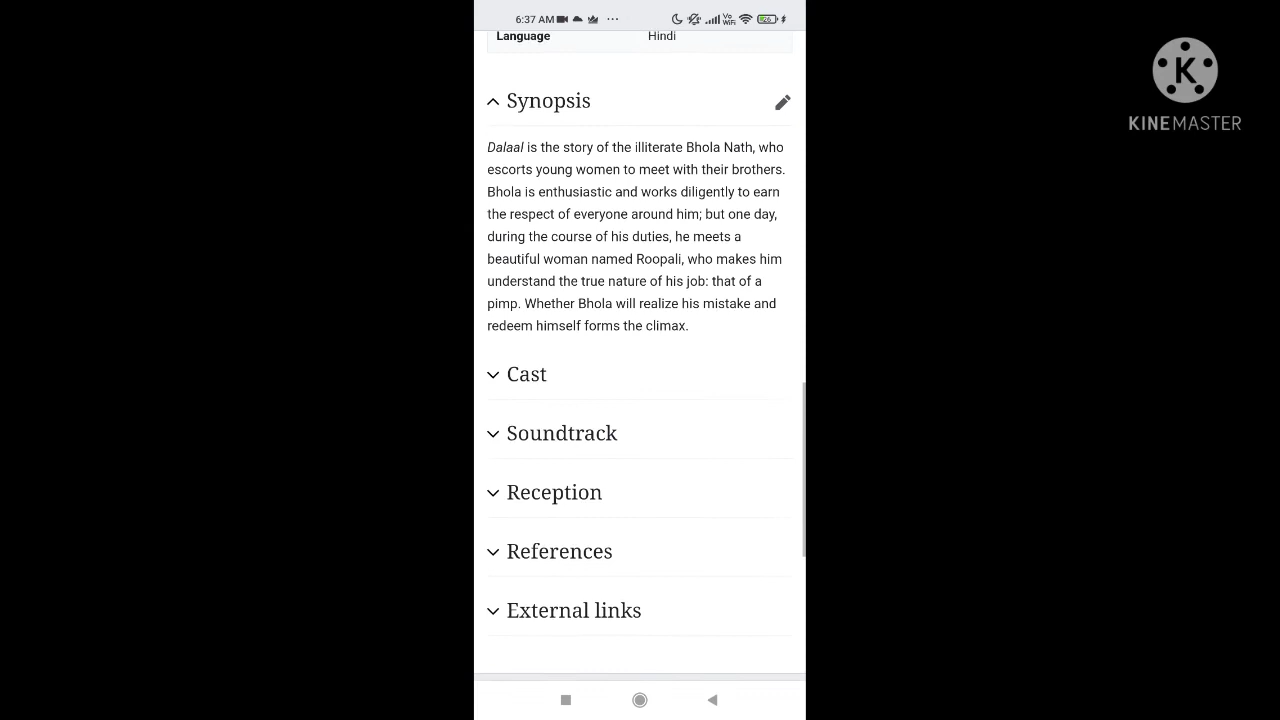 6:37 AM
Vo
WiFi
26
Language Hindi
Synopsis
Dalaal is the story of the illiterate Bhola Nath, who
escorts young women to meet with their brothers.
Bhola is enthusiastic and works diligently to earn
the respect of everyone around him; but one day,
during the course of his duties, he meets a
beautiful woman named Roopali, who makes him
understand the true nature of his job: that of a
pimp. Whether Bhola will realize his mistake and
redeem himself forms the climax.
Cast
Soundtrack
Reception
References
External links
K
KINEMASTER